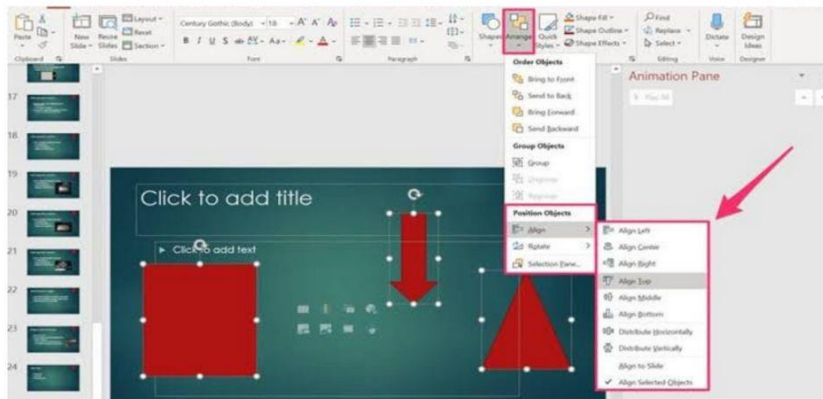 Paste
New Slide
Reuse Slides
Layout
Reset
Section
Century Gothic (Body)
18
Shapes
Arrange
Quick Styles
Shape Fill
Shape Outline
Shape Effects
Find
Replace
Select
Dictate
Design Ideas
Clipboard
Slides
Font
Paragraph
Editing
Voice
Designer
Order Objects
Bring to Front
Send to Back
Bring Forward
Send Backward
Group Objects
Group
Ungroup
Regroup
Position Objects
Align
Rotate
Selection Pane...
Align Left
Align Center
Align Right
Align Top
Align Middle
Align Bottom
Distribute Horizontally
Distribute Vertically
Align to Slide
Align Selected Objects
Animation Pane
Play All
17
18
19
20
21
22
23
24
Click to add title
Click to add text